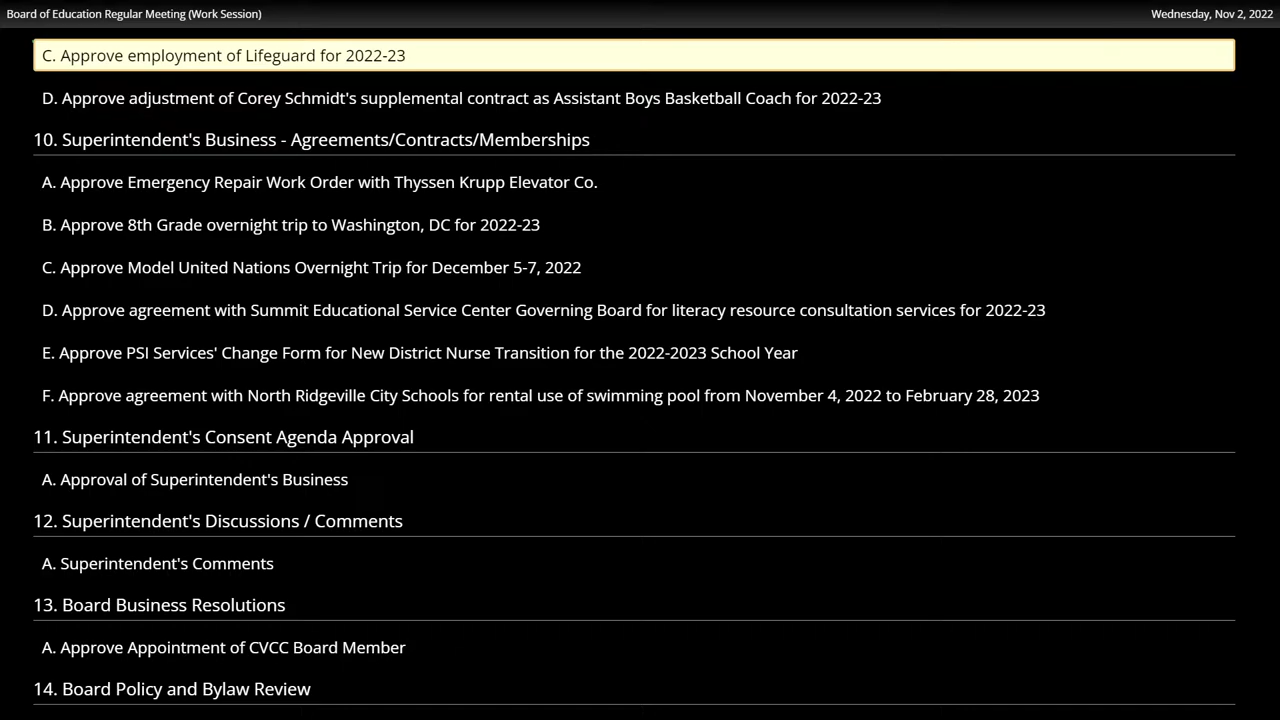 Board of Education Regular Meeting (Work Session)
Wednesday, Nov 2, 2022
C. Approve employment of Lifeguard for 2022-23
D. Approve adjustment of Corey Schmidt's supplemental contract as Assistant Boys Basketball Coach for 2022-23
10. Superintendent's Business - Agreements/Contracts/Memberships
A. Approve Emergency Repair Work Order with Thyssen Krupp Elevator Co.
B. Approve 8th Grade overnight trip to Washington, DC for 2022-23
C. Approve Model United Nations Overnight Trip for December 5-7, 2022
D. Approve agreement with Summit Educational Service Center Governing Board for literacy resource consultation services for 2022-23
E. Approve PSI Services' Change Form for New District Nurse Transition for the 2022-2023 School Year
F. Approve agreement with North Ridgeville City Schools for rental use of swimming pool from November 4, 2022 to February 28, 2023
11. Superintendent's Consent Agenda Approval
A. Approval of Superintendent's Business
12. Superintendent's Discussions / Comments
A. Superintendent's Comments
13. Board Business Resolutions
A. Approve Appointment of CVCC Board Member
14. Board Policy and Bylaw Review